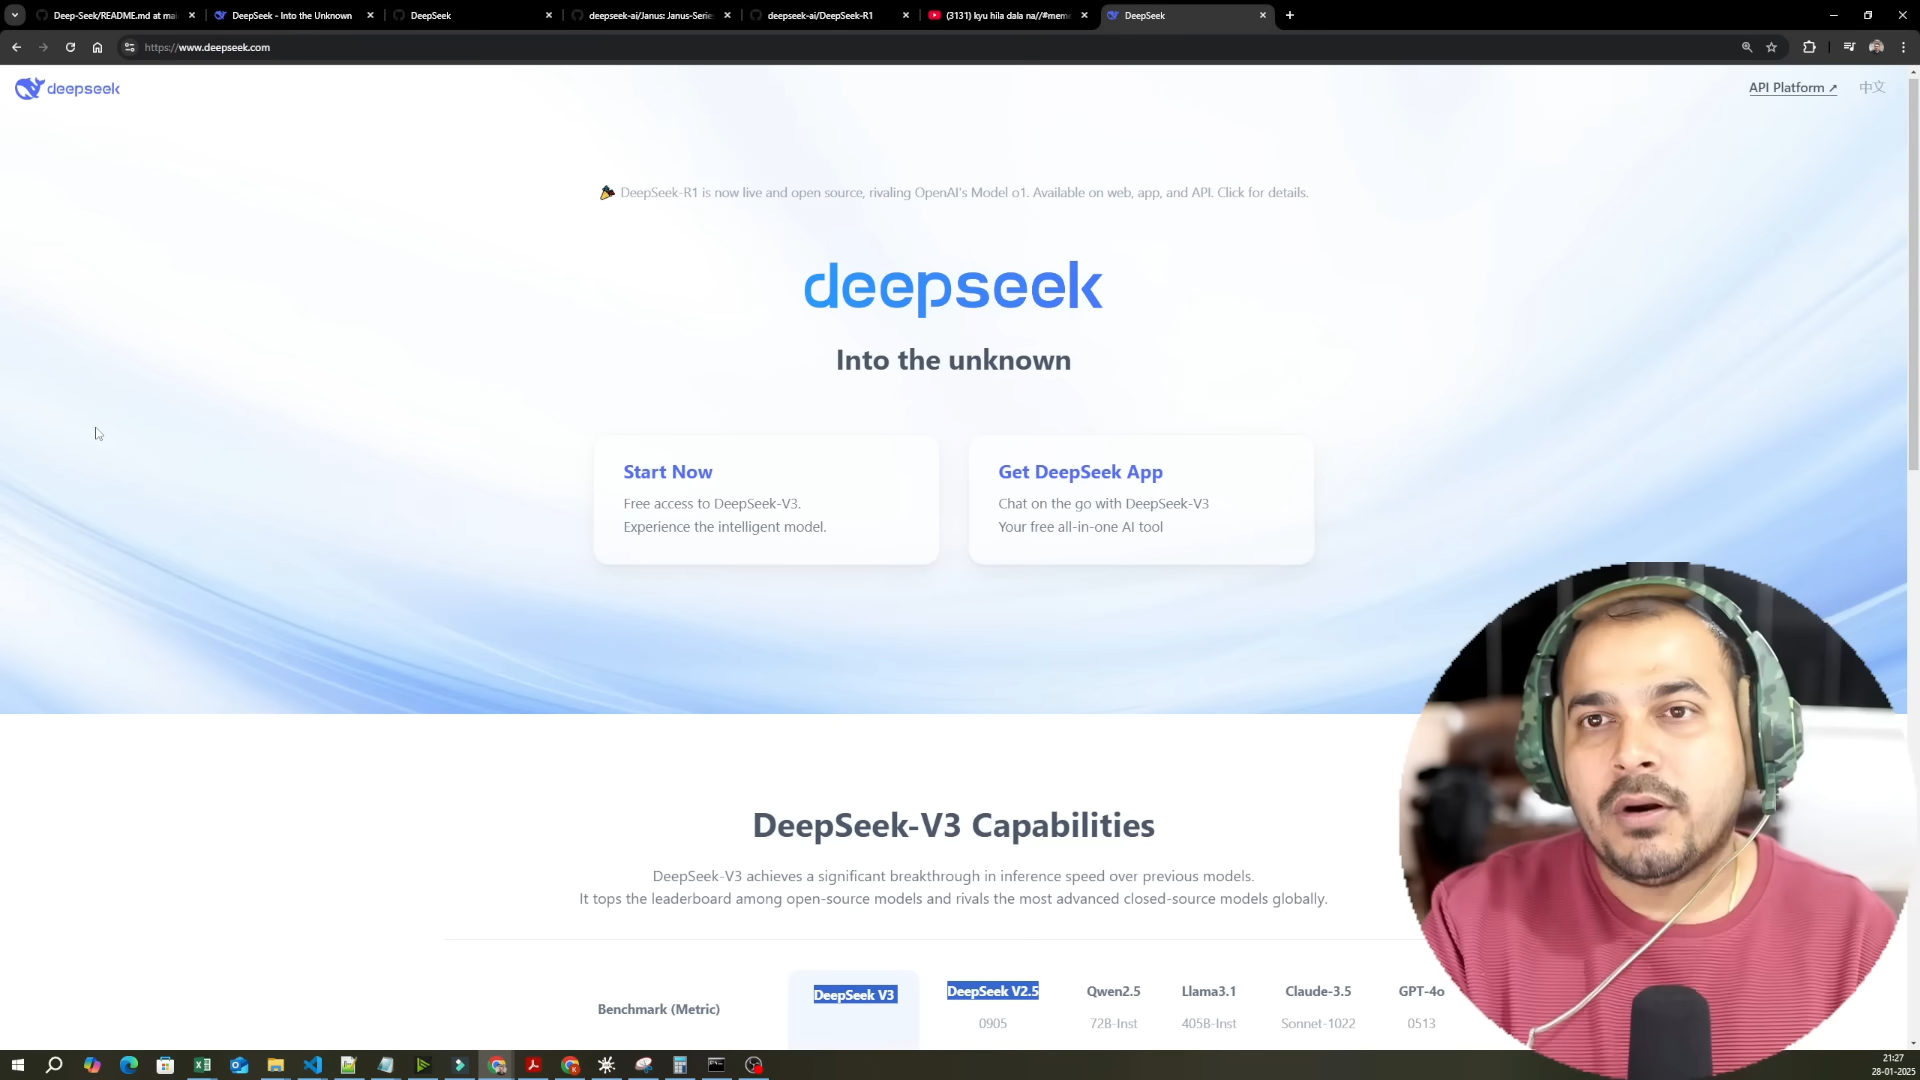 Deep-Seek/README.md at mai
DeepSeek - Into the Unknown
DeepSeek
deepseek-ai/Janus: Janus-Serie
deepseek-ai/DeepSeek-R1
(3131) kyu hila dala na//#mem
DeepSeek
https://www.deepseek.com
deepseek
API Platform ↗
中文
DeepSeek-R1 is now live and open source, rivaling OpenAI's Model o1. Available on web, app, and API. Click for details.
deepseek
Into the unknown
Start Now
Free access to DeepSeek-V3.
Experience the intelligent model.
Get DeepSeek App
Chat on the go with DeepSeek-V3
Your free all-in-one AI tool
DeepSeek-V3 Capabilities
DeepSeek-V3 achieves a significant breakthrough in inference speed over previous models.
It tops the leaderboard among open-source models and rivals the most advanced closed-source models globally.
Benchmark (Metric)
DeepSeek V3
DeepSeek V2.5
0905
Qwen2.5
72B-Inst
Llama3.1
405B-Inst
Claude-3.5
Sonnet-1022
GPT-4o
0513
21:27
28-01-2025